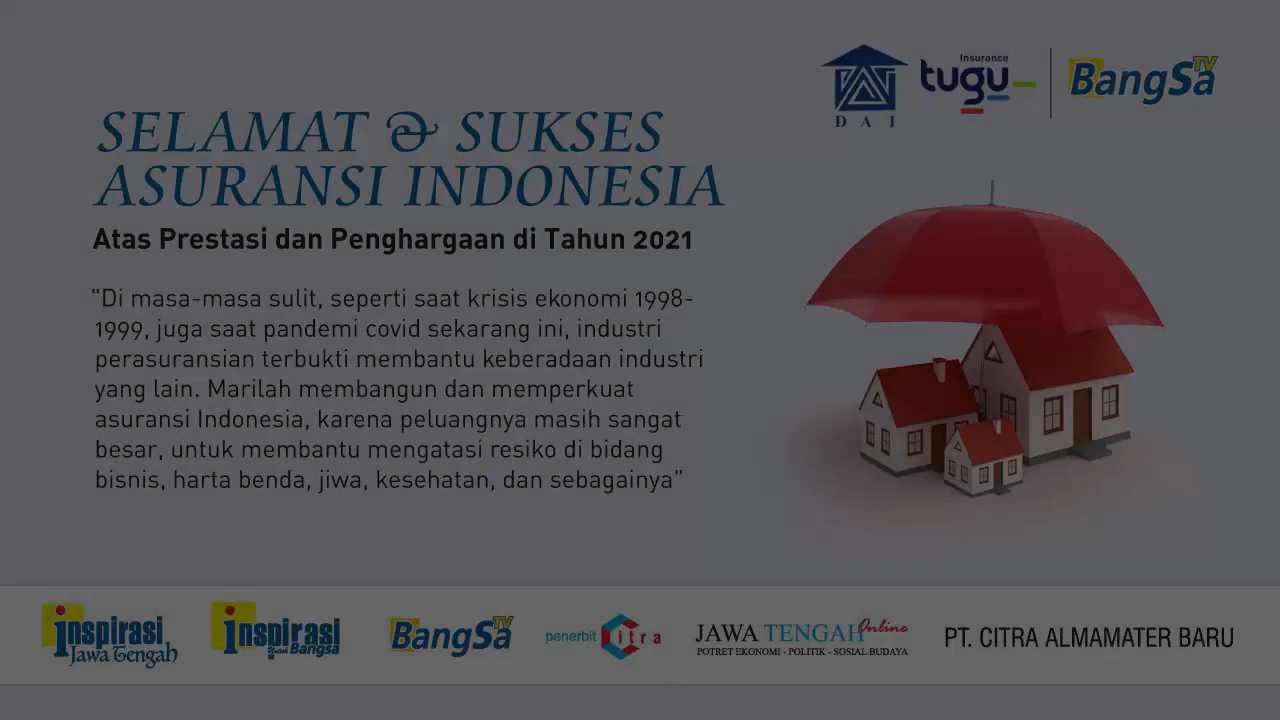 DAI
Insurance
tugu
BangSa TV
SELAMAT & SUKSES
ASURANSI INDONESIA
Atas Prestasi dan Penghargaan di Tahun 2021
"Di masa-masa sulit, seperti saat krisis ekonomi 1998-
1999, juga saat pandemi covid sekarang ini, industri
perasuransian terbukti membantu keberadaan industri
yang lain. Marilah membangun dan memperkuat
asuransi Indonesia, karena peluangnya masih sangat
besar, untuk membantu mengatasi resiko di bidang
bisnis, harta benda, jiwa, kesehatan, dan sebagainya"
inspirasi
Jawa Tengah
inspirasi
Untuk Bangsa
BangSa TV
penerbit citra
JAWA TENGAH Online
POTRET EKONOMI - POLITIK - SOSIAL BUDAYA
PT. CITRA ALMAMATER BARU